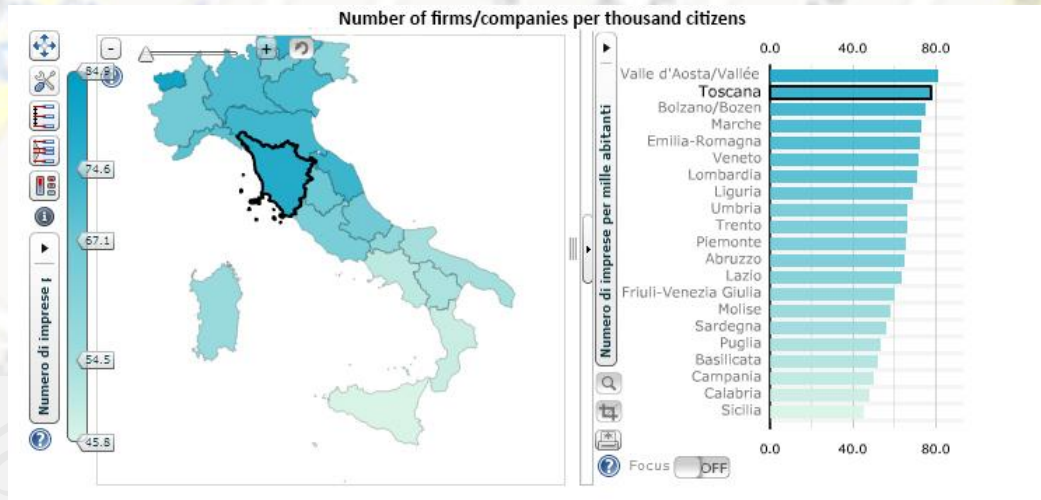 Number of firms/companies per thousand citizens
-
+
84.9
74.6
67.1
54.5
45.8
Numero di imprese
?
Numero di imprese per mille abitanti
0.0 40.0 80.0
Valle d'Aosta/Vallée
Toscana
Bolzano/Bozen
Marche
Emilia-Romagna
Veneto
Lombardia
Liguria
Umbria
Trento
Piemonte
Abruzzo
Lazio
Friuli-Venezia Giulia
Molise
Sardegna
Puglia
Basilicata
Campania
Calabria
Sicilia
0.0 40.0 80.0
? Focus OFF